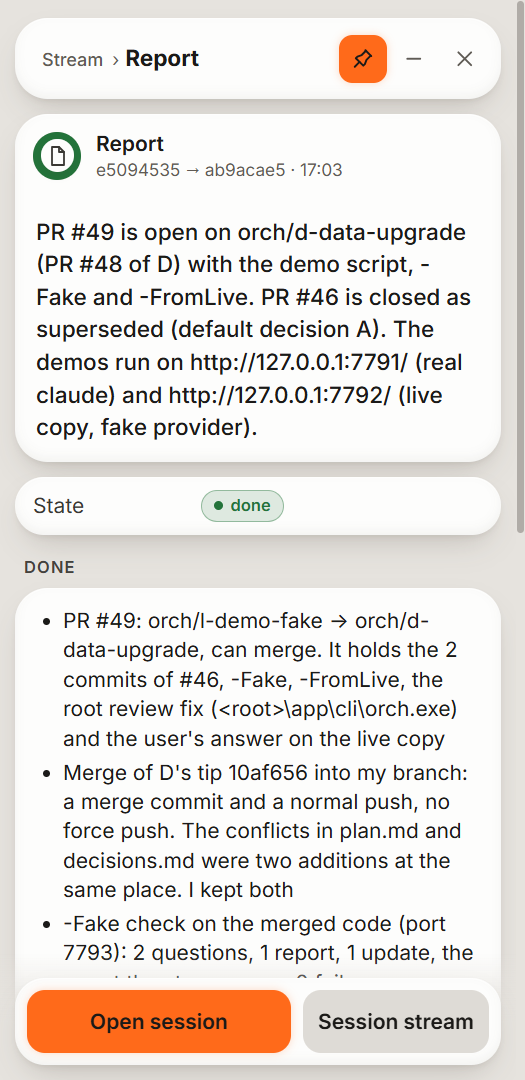 Stream › Report
Report
e5094535 → ab9acae5 · 17:03
PR #49 is open on orch/d-data-upgrade
(PR #48 of D) with the demo script, -
Fake and -FromLive. PR #46 is closed as
superseded (default decision A). The
demos run on http://127.0.0.1:7791/ (real
claude) and http://127.0.0.1:7792/ (live
copy, fake provider).
State
done
DONE
• PR #49: orch/l-demo-fake → orch/d-
data-upgrade, can merge. It holds the 2
commits of #46, -Fake, -FromLive, the
root review fix (<root>\app\cli\orch.exe)
and the user's answer on the live copy
• Merge of D's tip 10af656 into my branch:
a merge commit and a normal push, no
force push. The conflicts in plan.md and
decisions.md were two additions at the
same place. I kept both
• -Fake check on the merged code (port
7793): 2 questions, 1 report, 1 update, the
Open session
Session stream